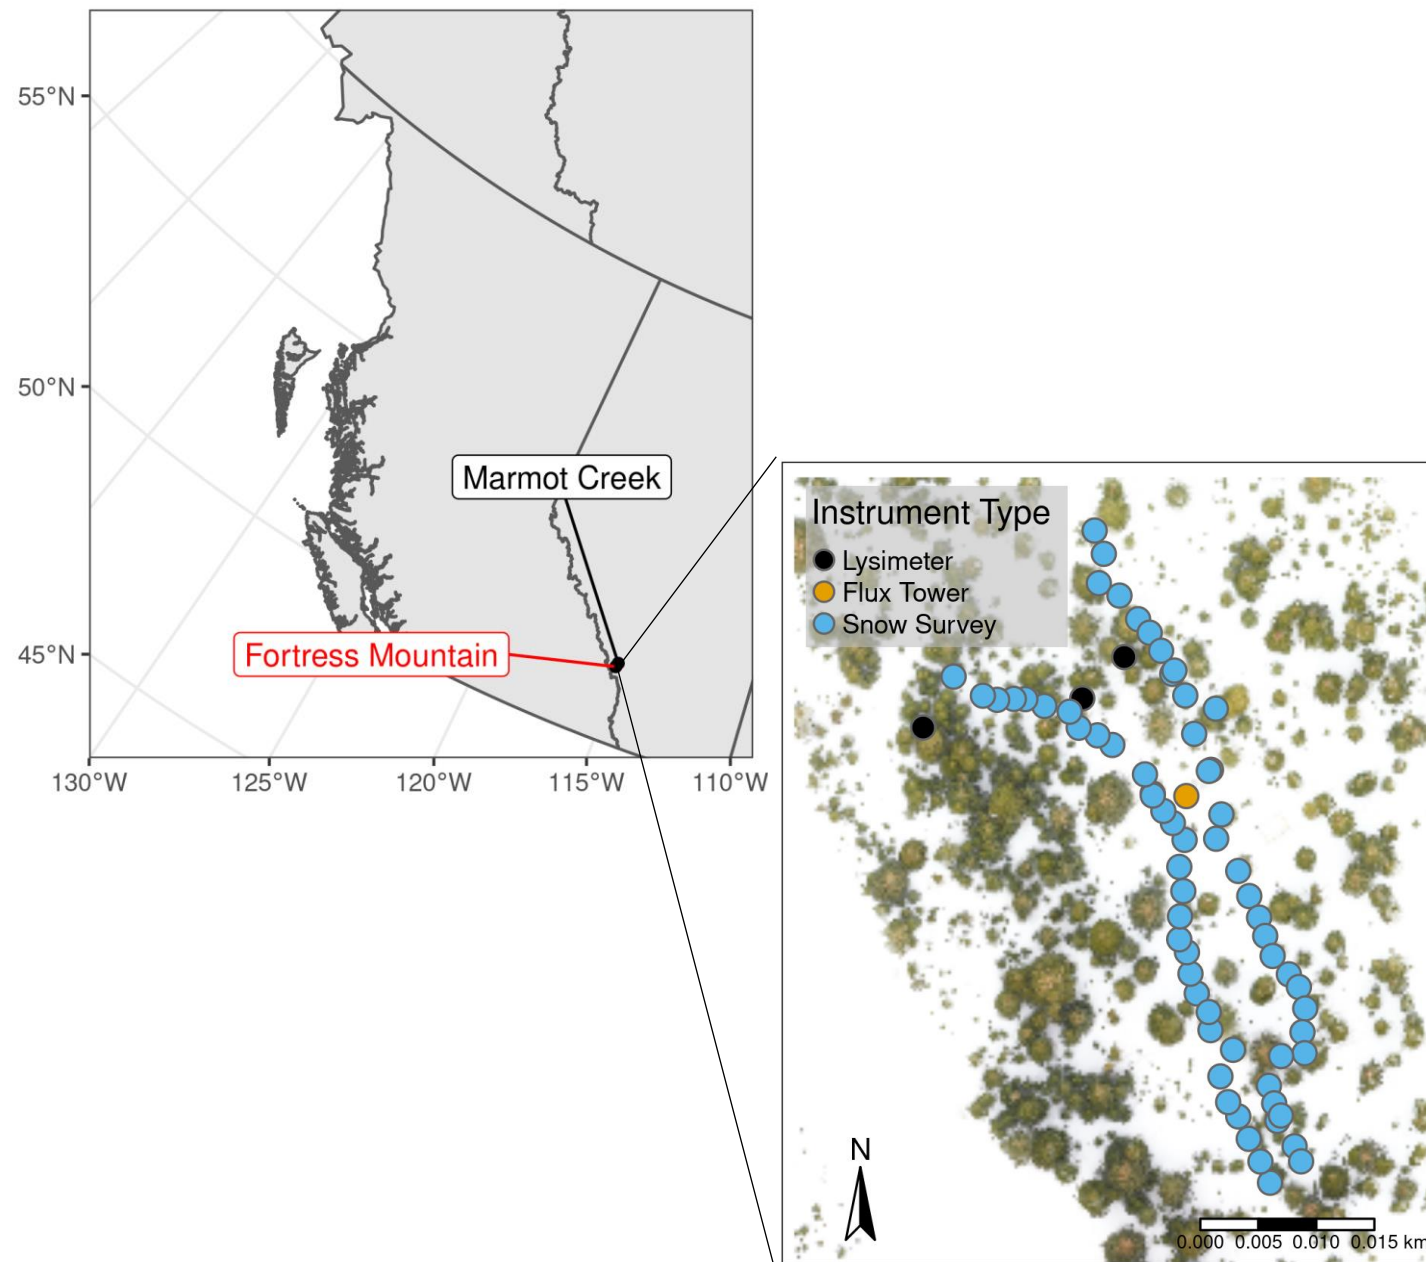 55°N
50°N
45°N
130°W
125°W
120°W
115°W
110°W
Marmot Creek
Fortress Mountain
Instrument Type
Lysimeter
Flux Tower
Snow Survey
N
0.000 0.005 0.010 0.015 km